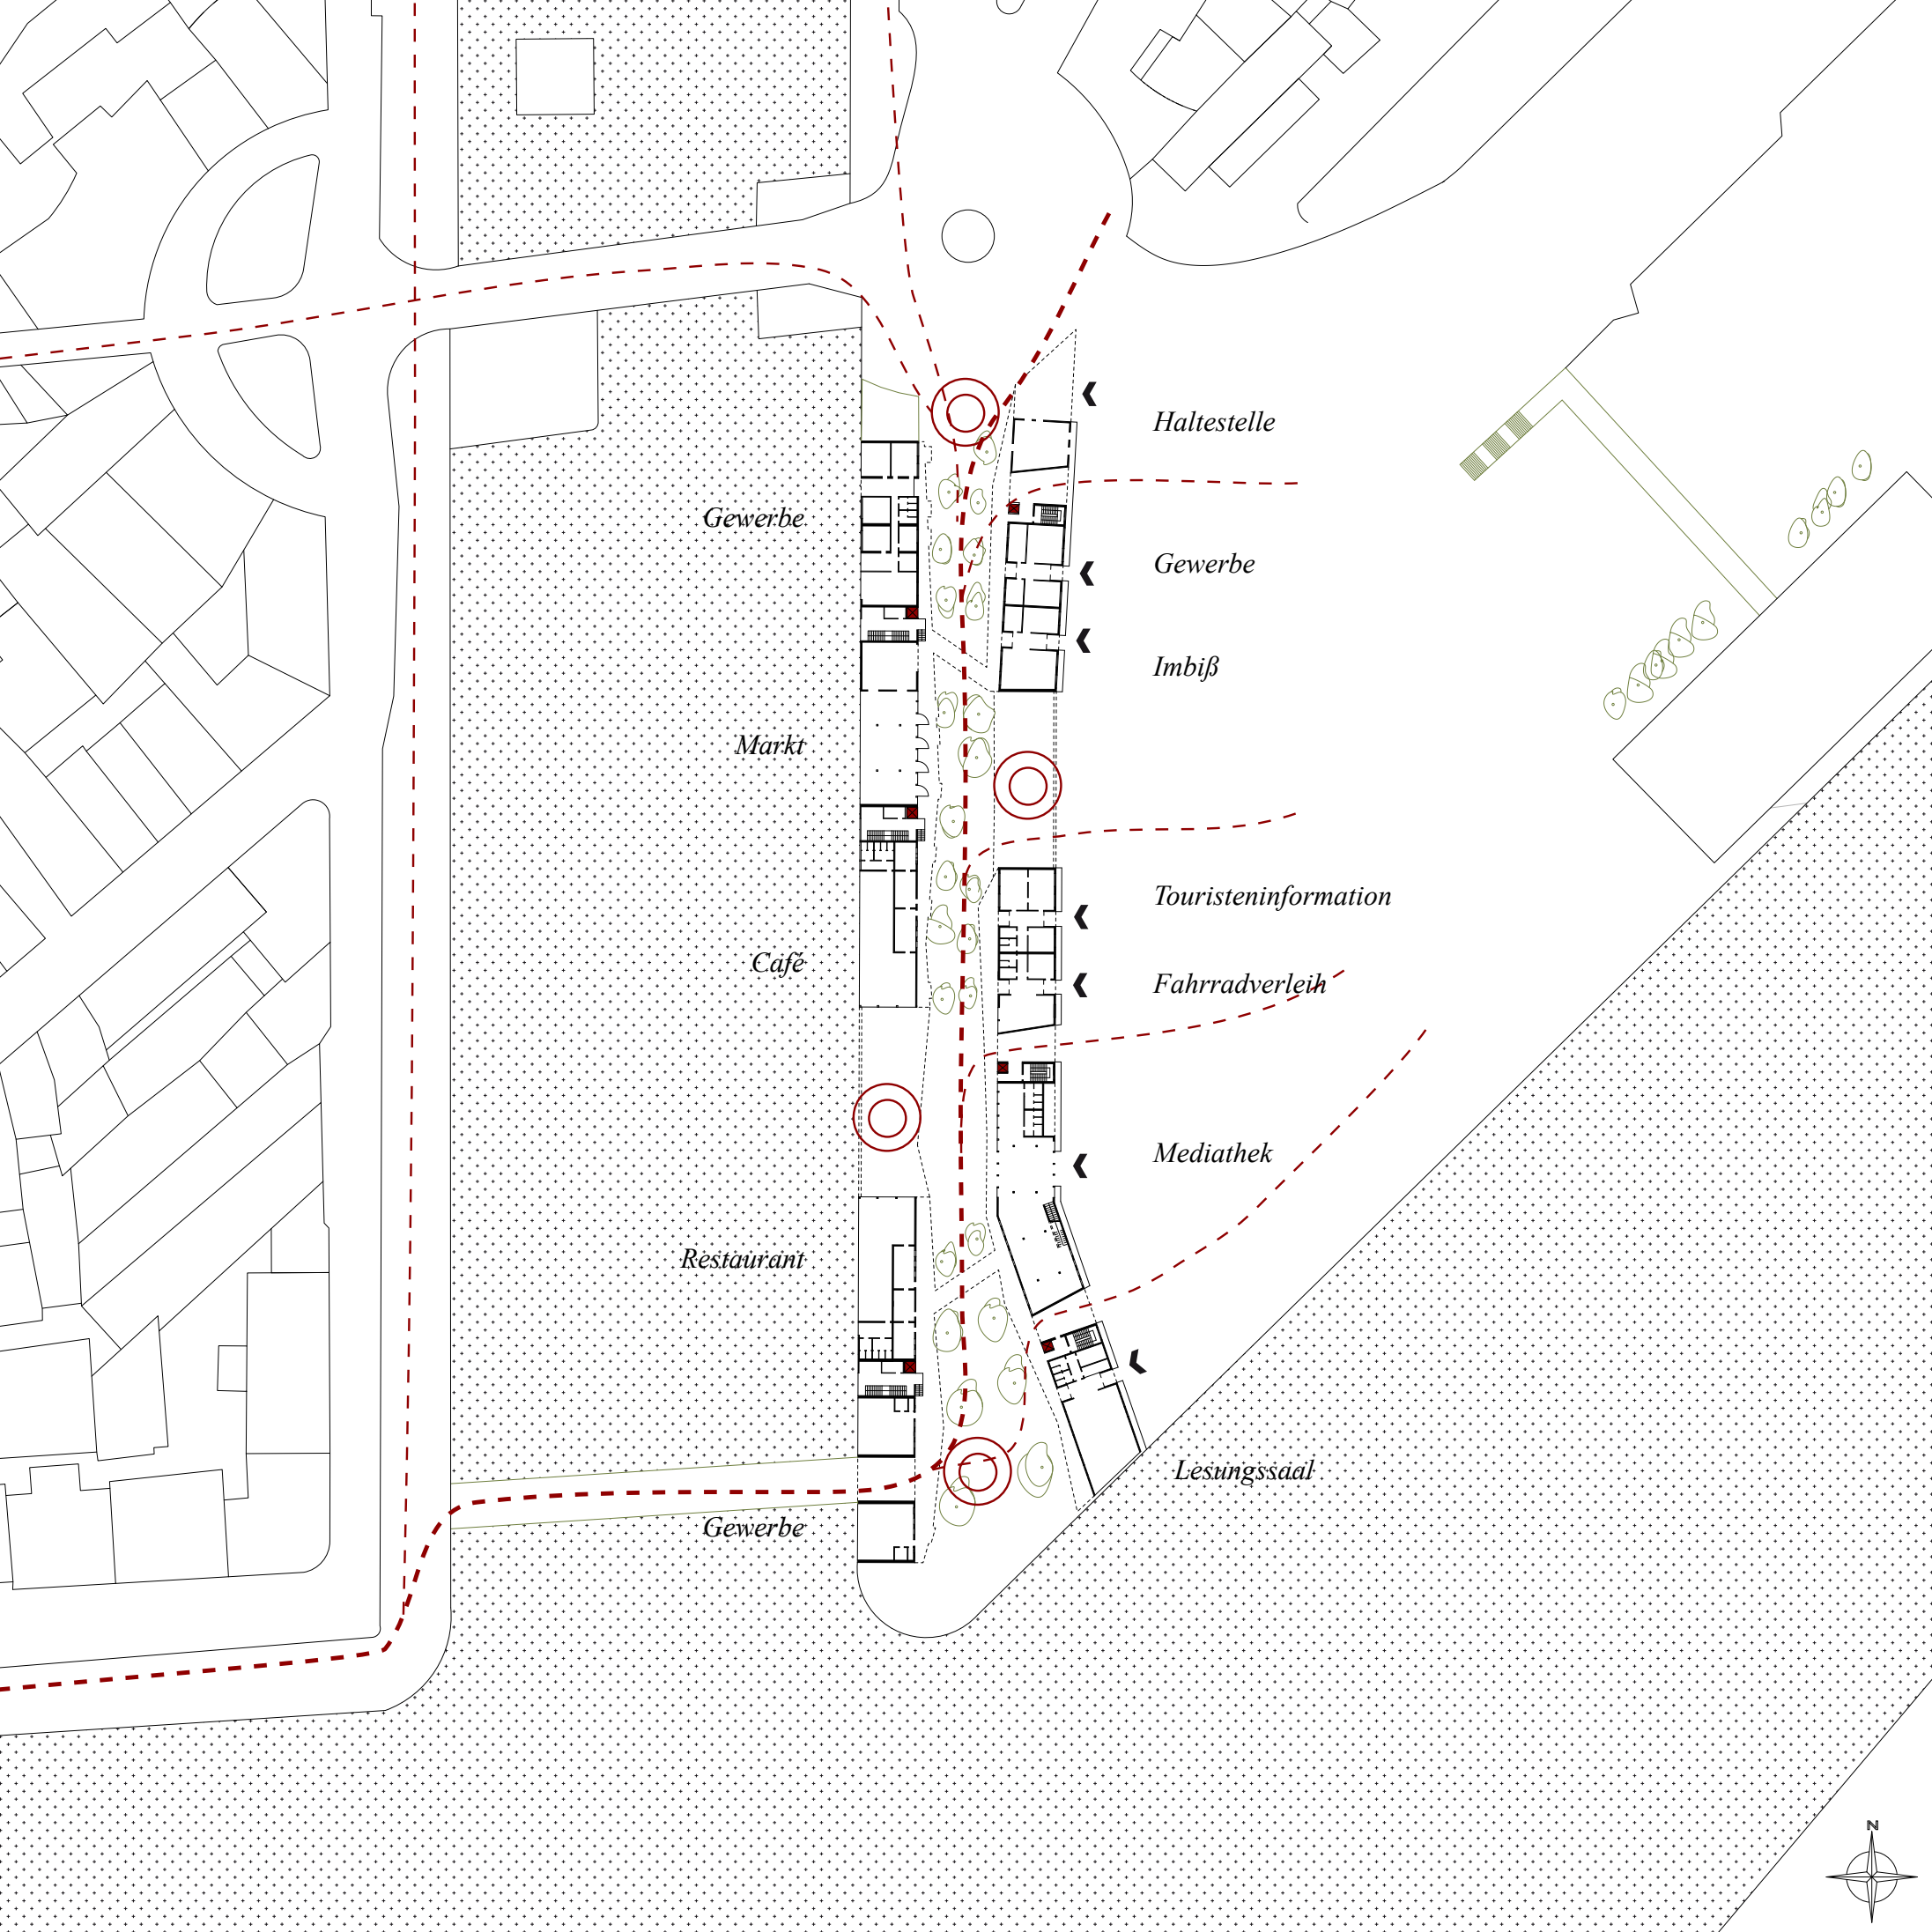 Haltestelle
Gewerbe
Gewerbe
Imbiß
Markt
Touristeninformation
Café
Fahrradverleih
Mediathek
Restaurant
Lesungssaal
Gewerbe
N